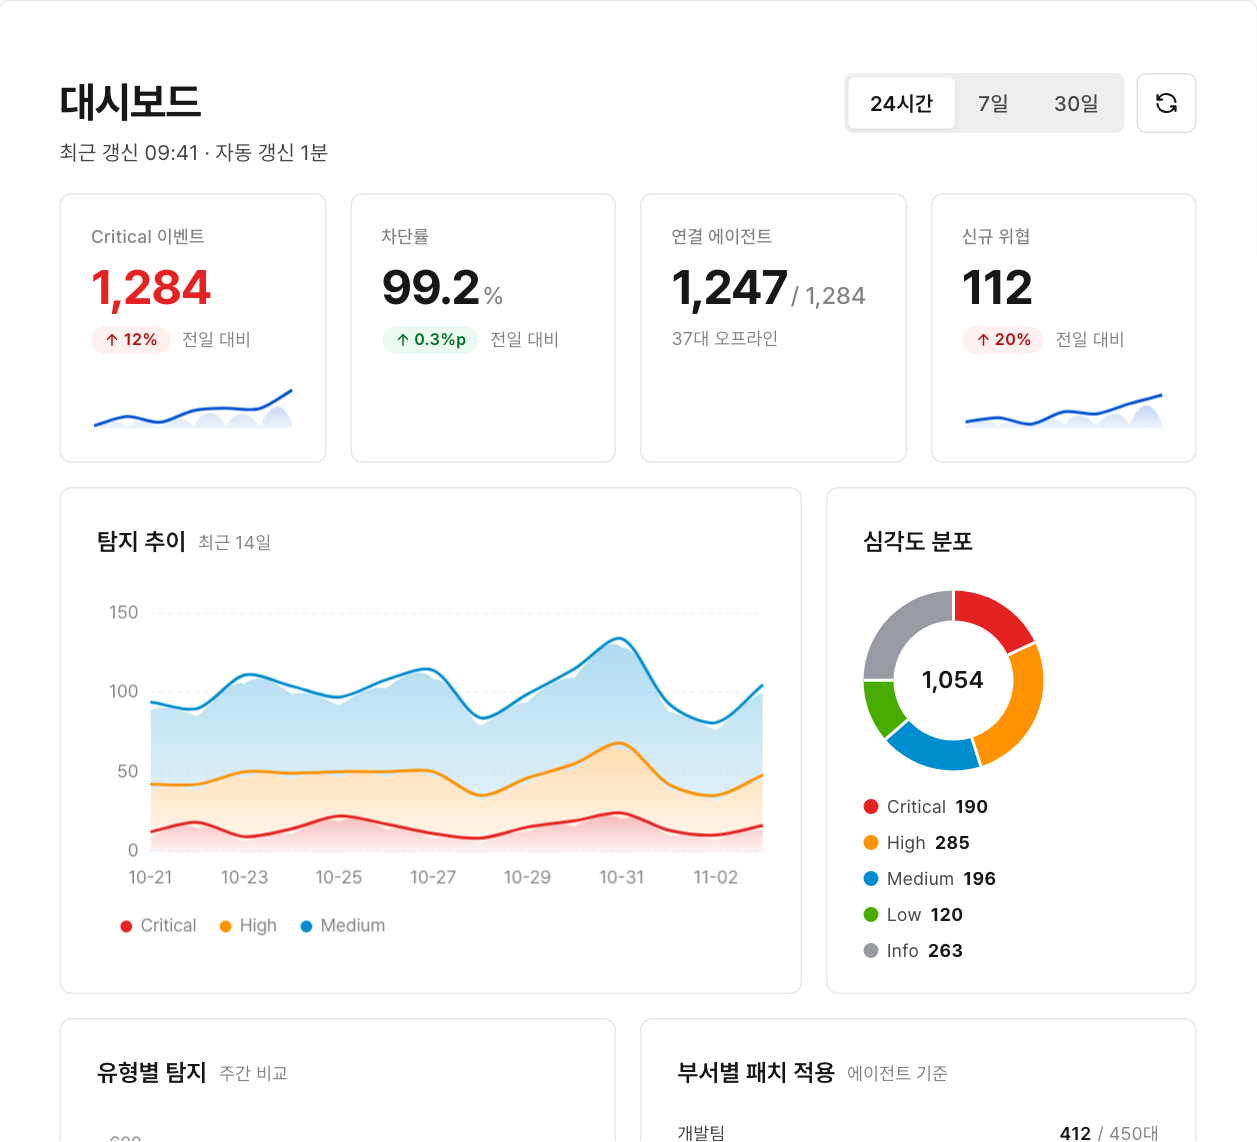 대시보드
24시간 7일 30일
최근 갱신 09:41 · 자동 갱신 1분
Critical 이벤트
1,284
↑ 12% 전일 대비
차단률
99.2%
↑ 0.3%p 전일 대비
연결 에이전트
1,247 / 1,284
37대 오프라인
신규 위협
112
↑ 20% 전일 대비
탐지 추이 최근 14일
150
100
50
0
10-21 10-23 10-25 10-27 10-29 10-31 11-02
Critical High Medium
심각도 분포
1,054
Critical 190
High 285
Medium 196
Low 120
Info 263
유형별 탐지 주간 비교
부서별 패치 적용 에이전트 기준
개발팀 412 / 450대